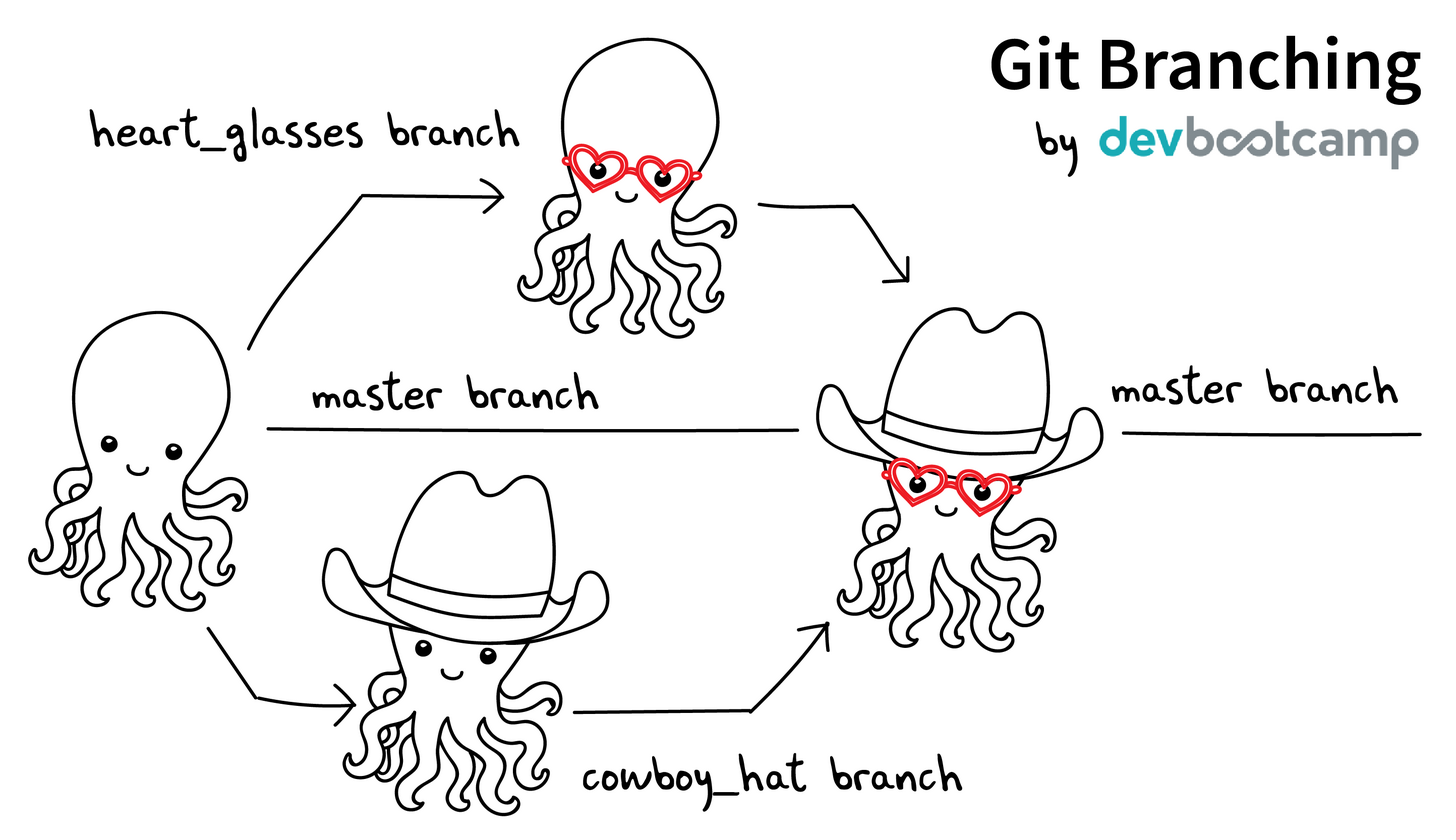 Git Branching
by devbootcamp
heart_glasses branch
master branch
master branch
cowboy_hat branch